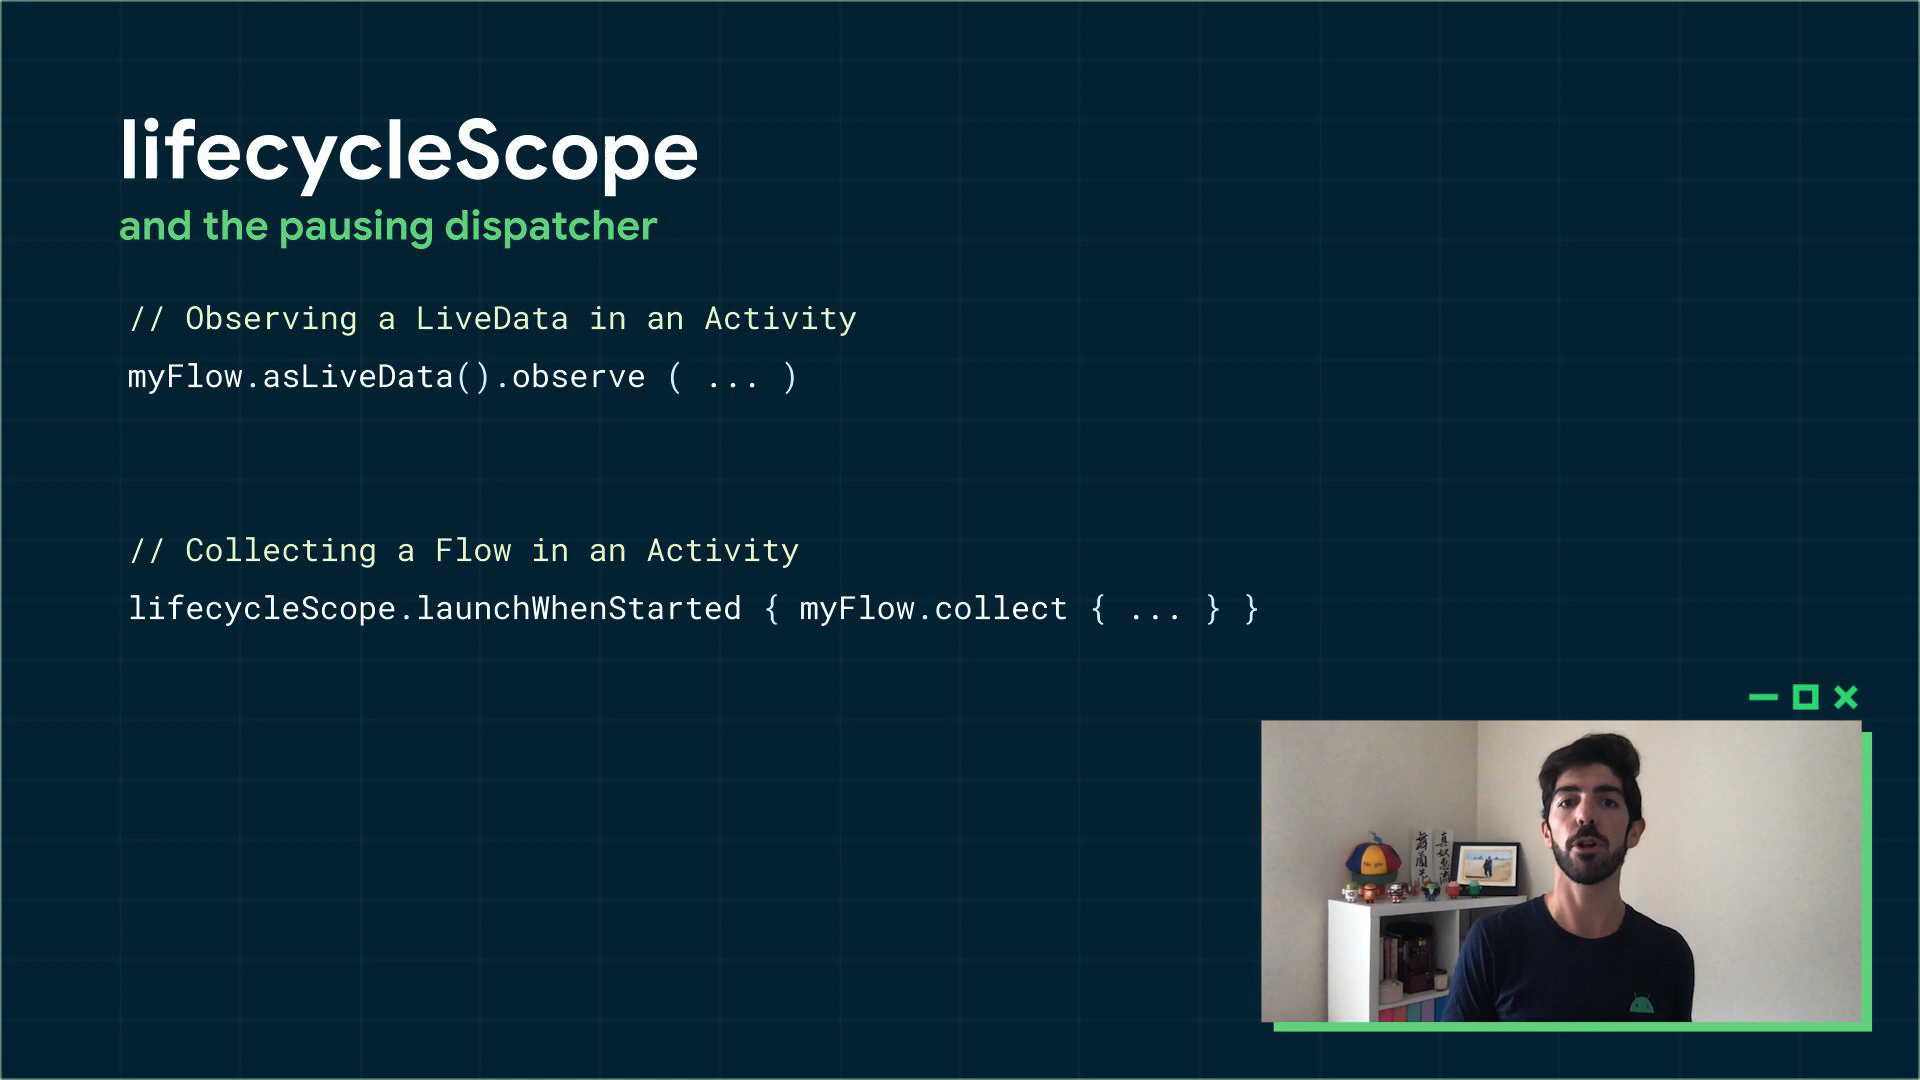 lifecycleScope
and the pausing dispatcher
// Observing a LiveData in an Activity
myFlow.asLiveData().observe ( ... )
// Collecting a Flow in an Activity
lifecycleScope.launchWhenStarted { myFlow.collect { ... } }